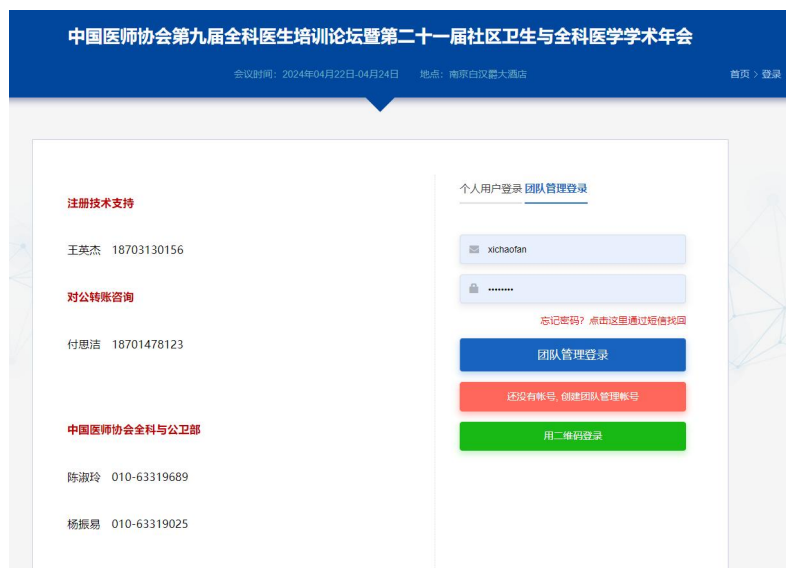 中国医师协会第九届全科医生培训论坛暨第二十一届社区卫生与全科医学学术年会
会议时间：2024年04月22日-04月24日 地点：南京白汉爵大酒店
首页 > 登录
个人用户登录 团队管理登录
注册技术支持
王英杰 18703130156
对公转账咨询
付思洁 18701478123
中国医师协会全科与公卫部
陈淑玲 010-63319689
杨振易 010-63319025
xichaofan
········
忘记密码？点击这里通过短信找回
团队管理登录
还没有帐号, 创建团队管理帐号
用二维码登录